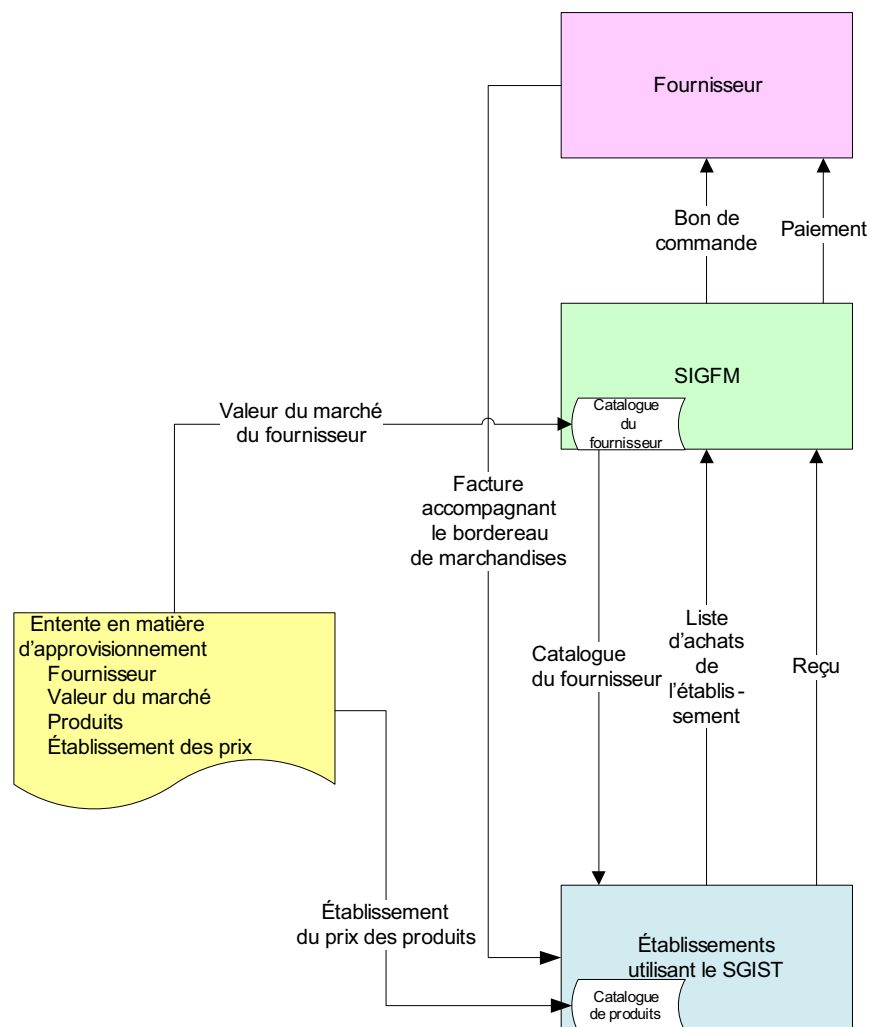 Fournisseur
Bon de
commande
Paiement
SIGFM
Catalogue
du
fournisseur
Valeur du marché
du fournisseur
Facture
accompagnant
le bordereau
de marchandises
Entente en matière
d'approvisionnement
Fournisseur
Valeur du marché
Produits
Établissement des prix
Catalogue
du fournisseur
Liste
d'achats
de
l'établis-
sement
Reçu
Établissement
du prix des produits
Établissements
utilisant le SGIST
Catalogue
de produits